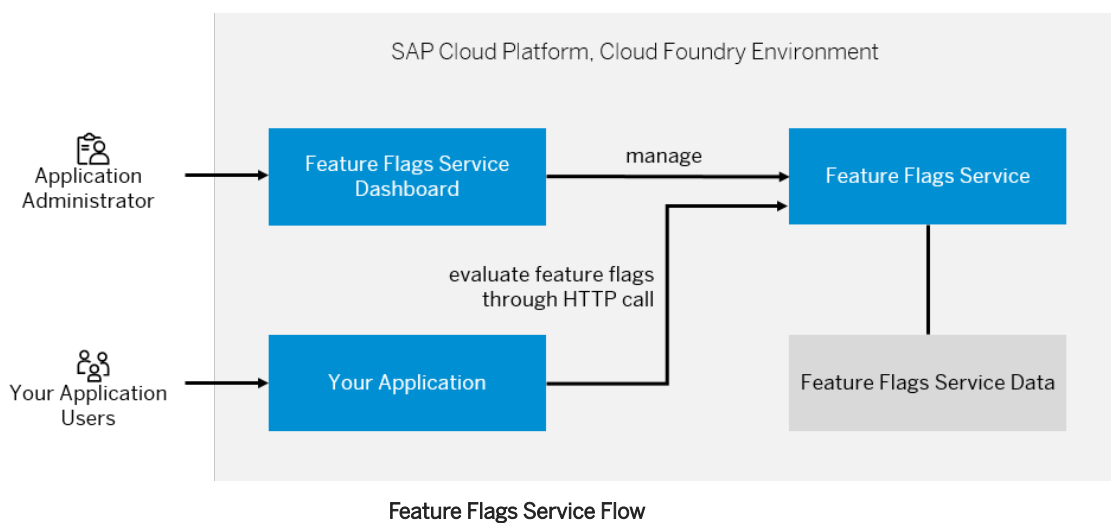 SAP Cloud Platform, Cloud Foundry Environment
Application
Administrator
Feature Flags Service
Dashboard
manage
Feature Flags Service
evaluate feature flags
through HTTP call
Your Application
Users
Your Application
Feature Flags Service Data
Feature Flags Service Flow